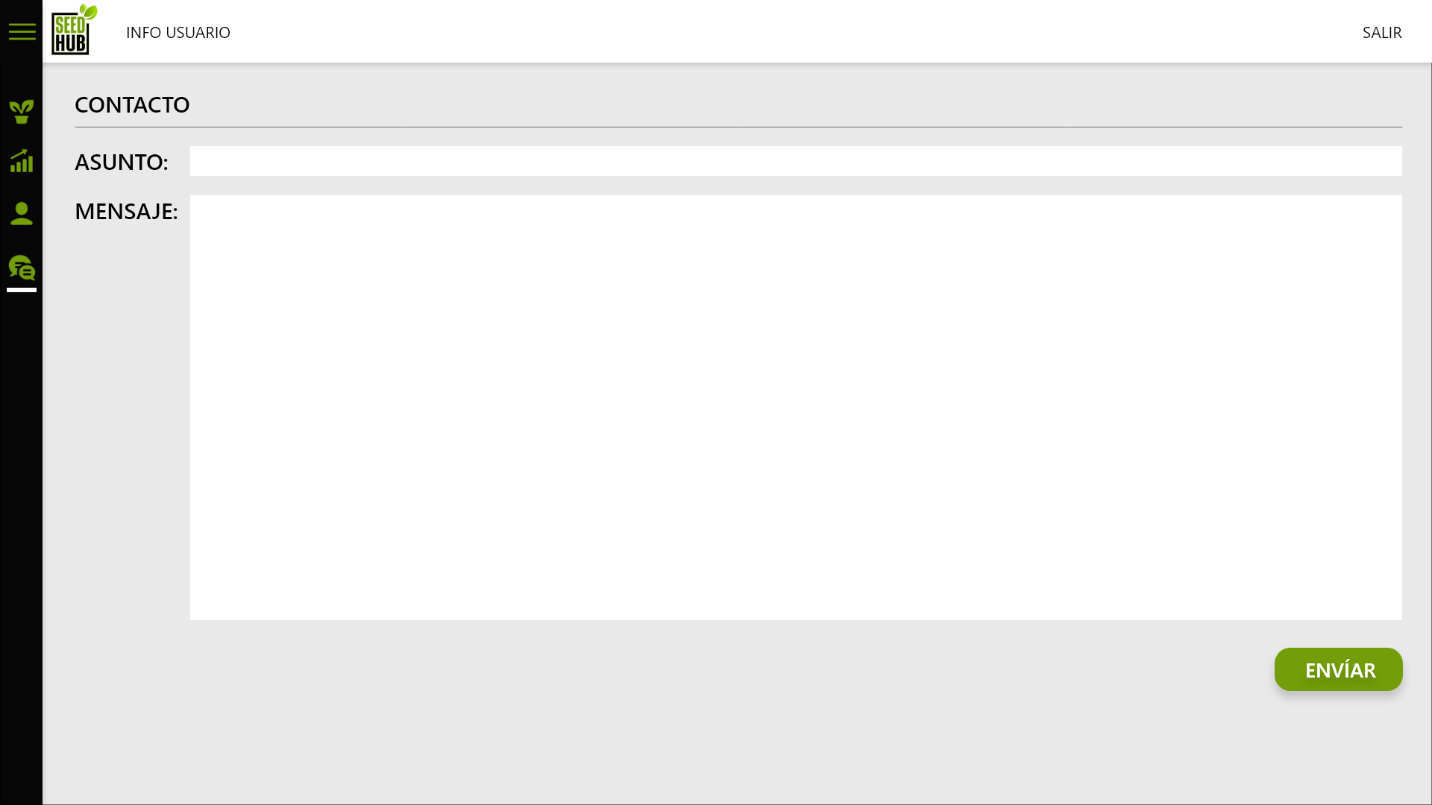 SEED
HUB
INFO USUARIO
SALIR
CONTACTO
ASUNTO:
MENSAJE:
ENVÍAR